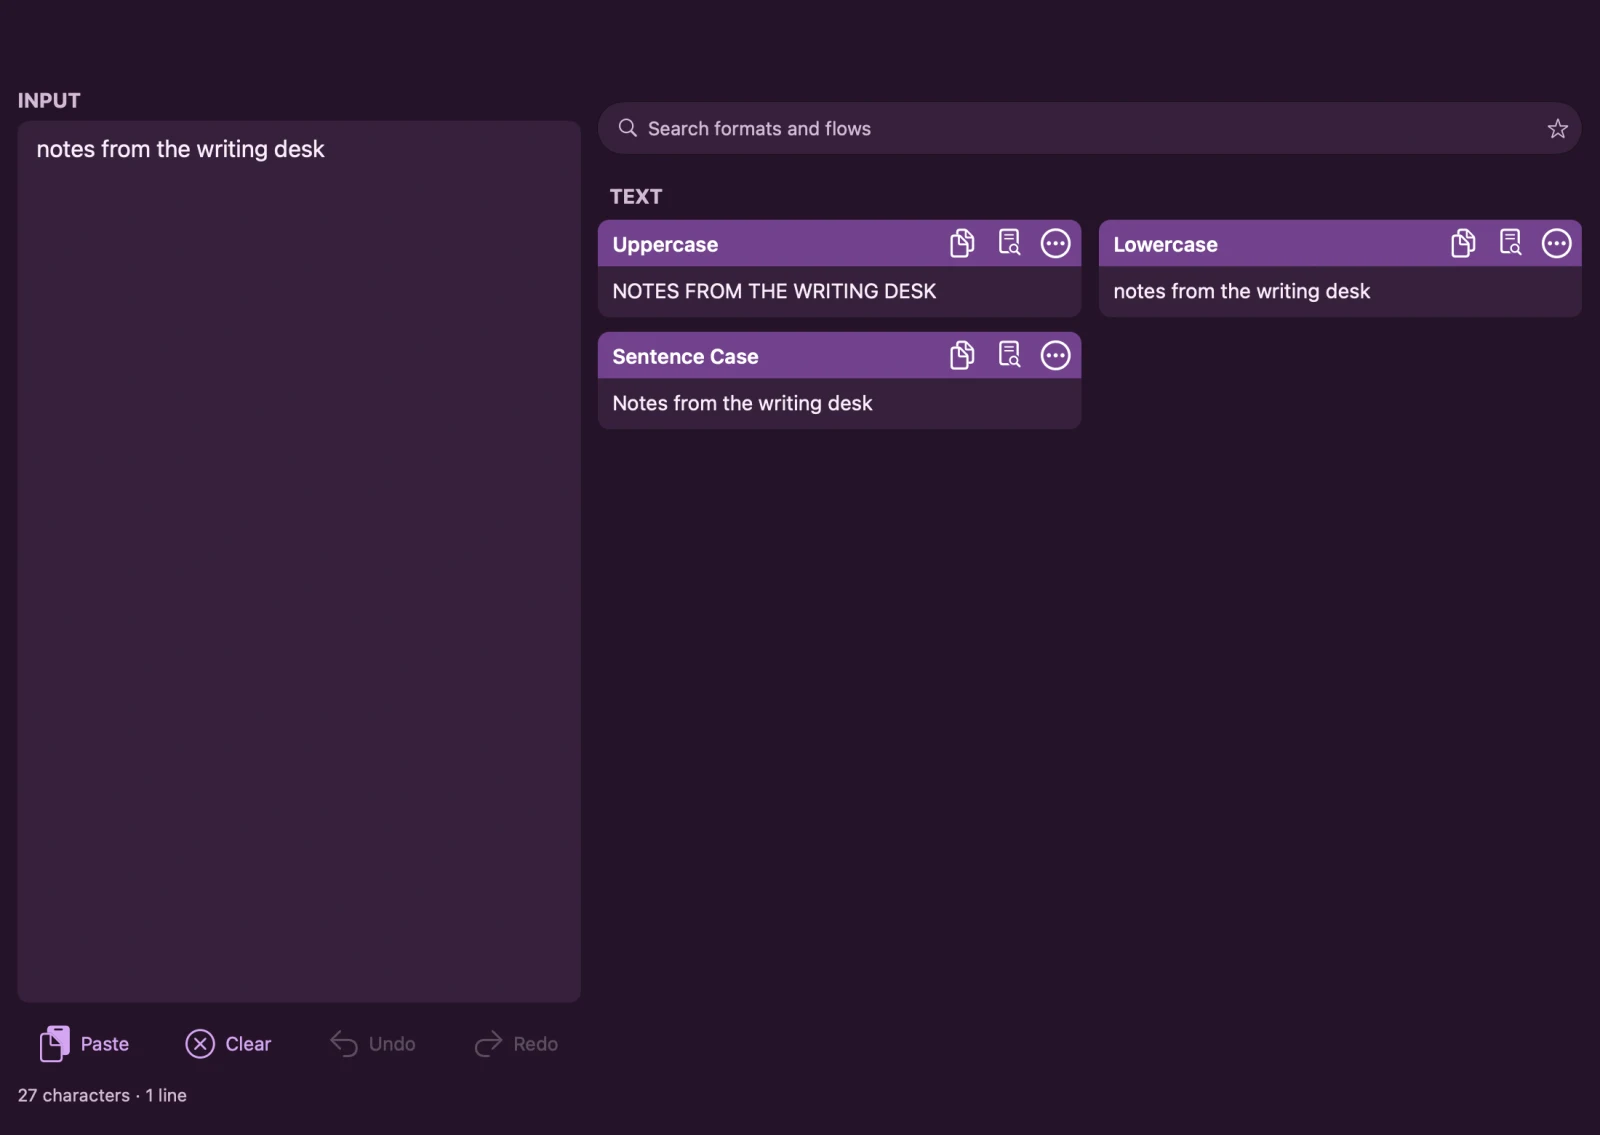 INPUT
notes from the writing desk
Search formats and flows
TEXT
Uppercase
NOTES FROM THE WRITING DESK
Lowercase
notes from the writing desk
Sentence Case
Notes from the writing desk
Paste
Clear
Undo
Redo
27 characters · 1 line